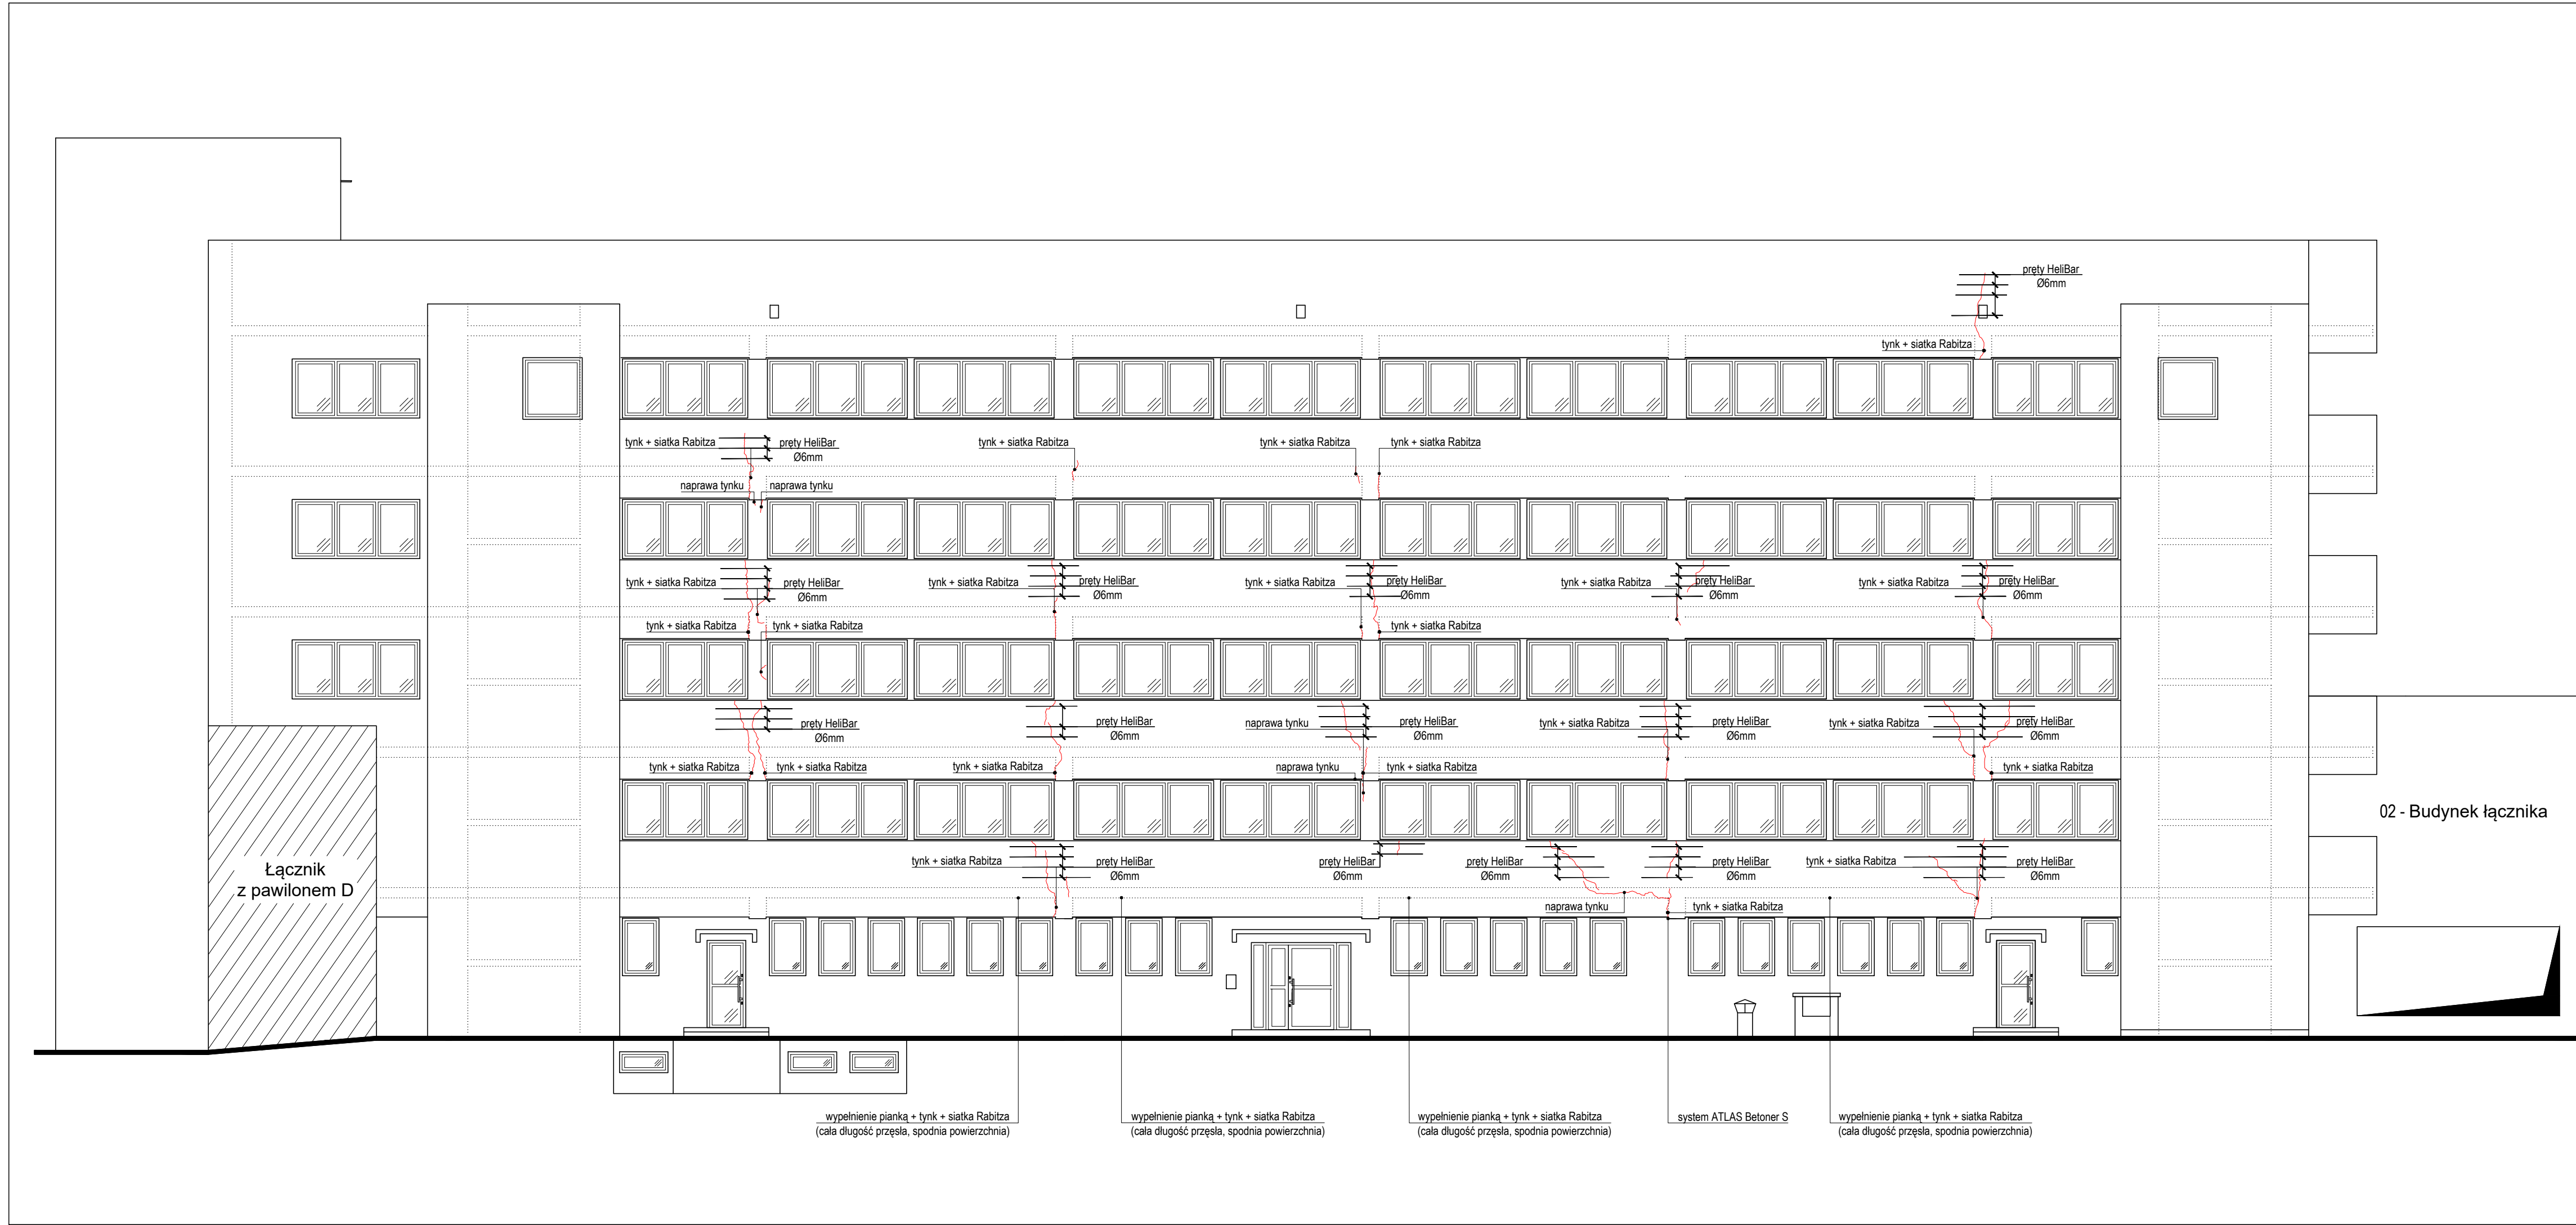 pręty HeliBar
Ø6mm
tynk + siatka Rabitza
tynk + siatka Rabitza
pręty HeliBar
Ø6mm
tynk + siatka Rabitza
tynk + siatka Rabitza
tynk + siatka Rabitza
naprawa tynku
naprawa tynku
tynk + siatka Rabitza
pręty HeliBar
Ø6mm
tynk + siatka Rabitza
pręty HeliBar
Ø6mm
tynk + siatka Rabitza
pręty HeliBar
Ø6mm
tynk + siatka Rabitza
pręty HeliBar
Ø6mm
tynk + siatka Rabitza
pręty HeliBar
Ø6mm
tynk + siatka Rabitza
tynk + siatka Rabitza
tynk + siatka Rabitza
pręty HeliBar
Ø6mm
pręty HeliBar
Ø6mm
naprawa tynku
pręty HeliBar
Ø6mm
tynk + siatka Rabitza
pręty HeliBar
Ø6mm
tynk + siatka Rabitza
pręty HeliBar
Ø6mm
tynk + siatka Rabitza
tynk + siatka Rabitza
tynk + siatka Rabitza
naprawa tynku
tynk + siatka Rabitza
tynk + siatka Rabitza
02 - Budynek łącznika
Łącznik
z pawilonem D
tynk + siatka Rabitza
pręty HeliBar
Ø6mm
pręty HeliBar
Ø6mm
pręty HeliBar
Ø6mm
pręty HeliBar
Ø6mm
tynk + siatka Rabitza
pręty HeliBar
Ø6mm
naprawa tynku
tynk + siatka Rabitza
wypełnienie pianką + tynk + siatka Rabitza
(cała długość przęsła, spodnia powierzchnia)
wypełnienie pianką + tynk + siatka Rabitza
(cała długość przęsła, spodnia powierzchnia)
wypełnienie pianką + tynk + siatka Rabitza
(cała długość przęsła, spodnia powierzchnia)
system ATLAS Betoner S
wypełnienie pianką + tynk + siatka Rabitza
(cała długość przęsła, spodnia powierzchnia)